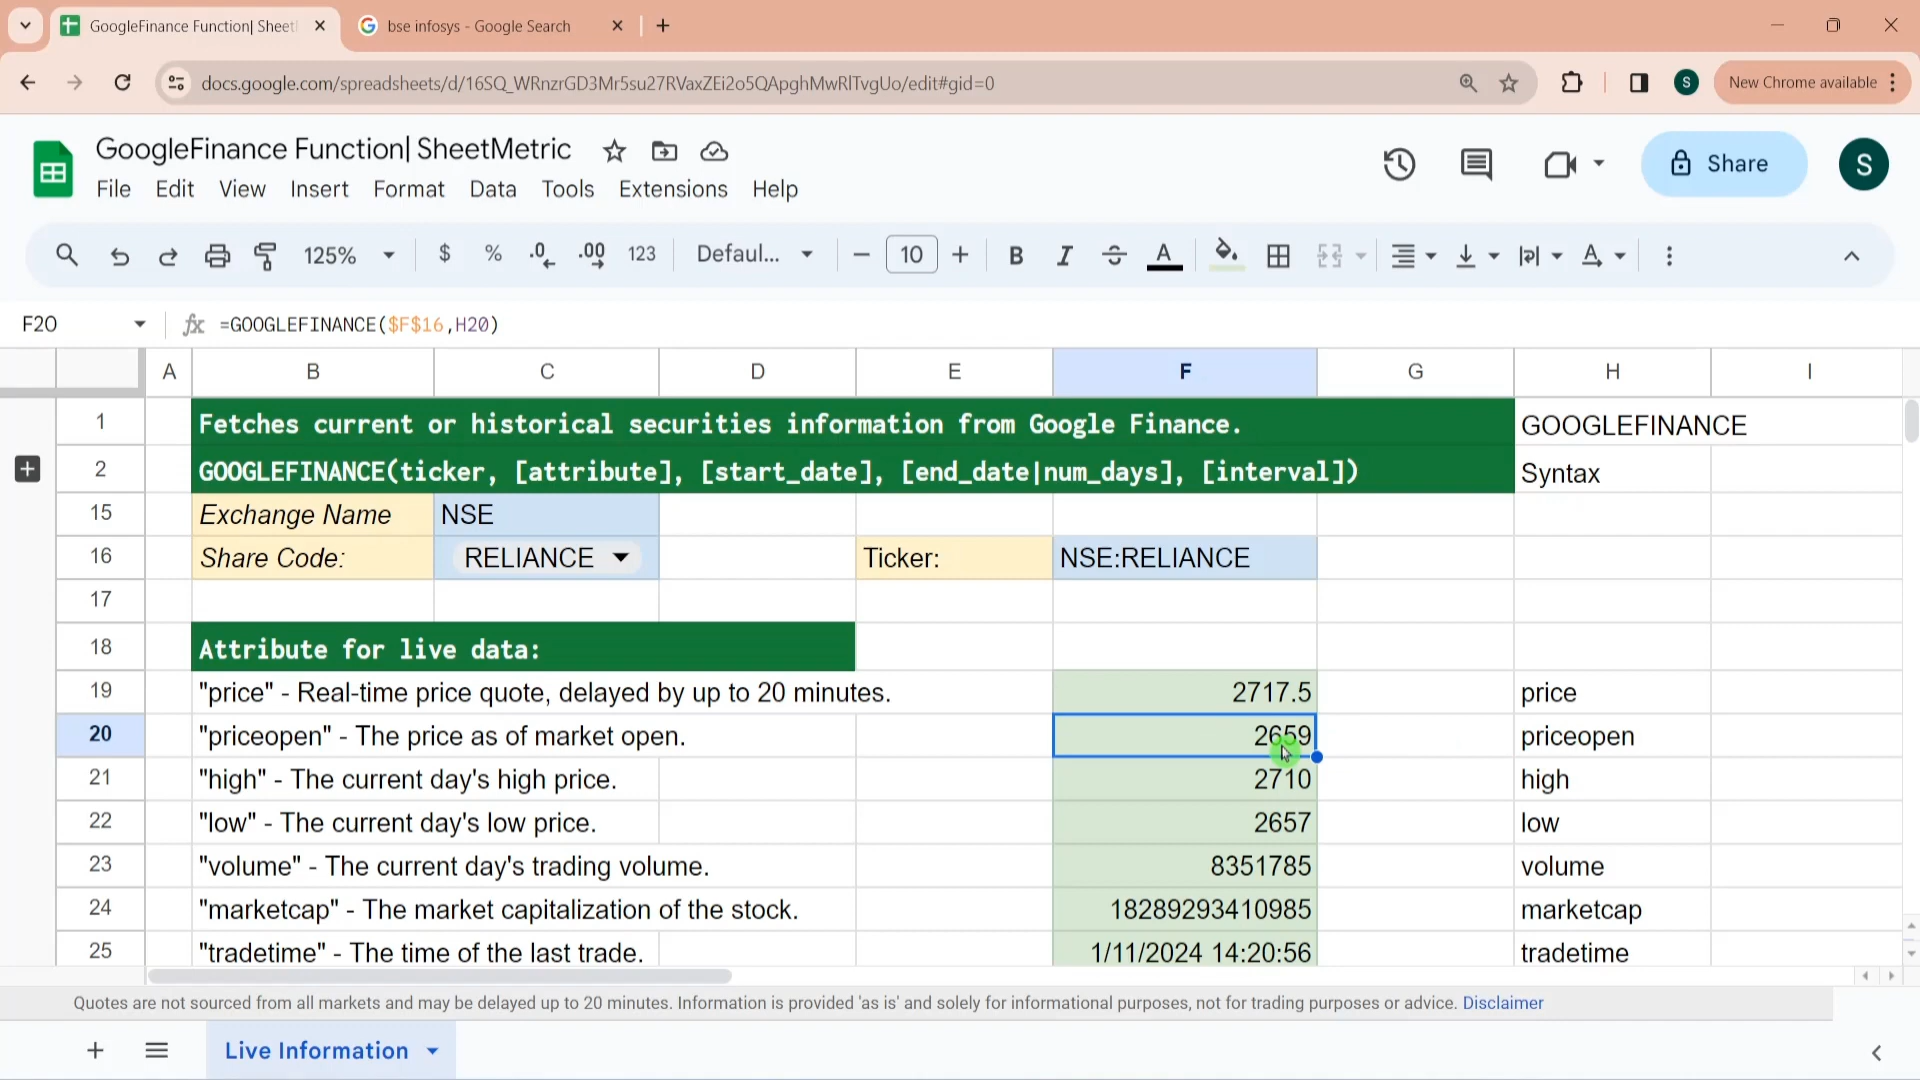 GoogleFinance Function| Sheet
bse infosys - Google Search
docs.google.com/spreadsheets/d/16SQ_WRnzrGD3Mr5su27RVaxZEi2o5QApghMwRlTvgUo/edit#gid=0
S
New Chrome available
GoogleFinance Function| SheetMetric
Share
S
File Edit View Insert Format Data Tools Extensions Help
125% $ % .0 .00 123 Defaul... 10 B I A
F20 fx =GOOGLEFINANCE($F$16,H20)
A B C D E F G H I
1 Fetches current or historical securities information from Google Finance. GOOGLEFINANCE
2 GOOGLEFINANCE(ticker, [attribute], [start_date], [end_date|num_days], [interval]) Syntax
15 Exchange Name NSE
16 Share Code: RELIANCE Ticker: NSE:RELIANCE
17
18 Attribute for live data:
19 "price" - Real-time price quote, delayed by up to 20 minutes. 2717.5 price
20 "priceopen" - The price as of market open. 2659 priceopen
21 "high" - The current day's high price. 2710 high
22 "low" - The current day's low price. 2657 low
23 "volume" - The current day's trading volume. 8351785 volume
24 "marketcap" - The market capitalization of the stock. 18289293410985 marketcap
25 "tradetime" - The time of the last trade. 1/11/2024 14:20:56 tradetime
Quotes are not sourced from all markets and may be delayed up to 20 minutes. Information is provided 'as is' and solely for informational purposes, not for trading purposes or advice. Disclaimer
Live Information